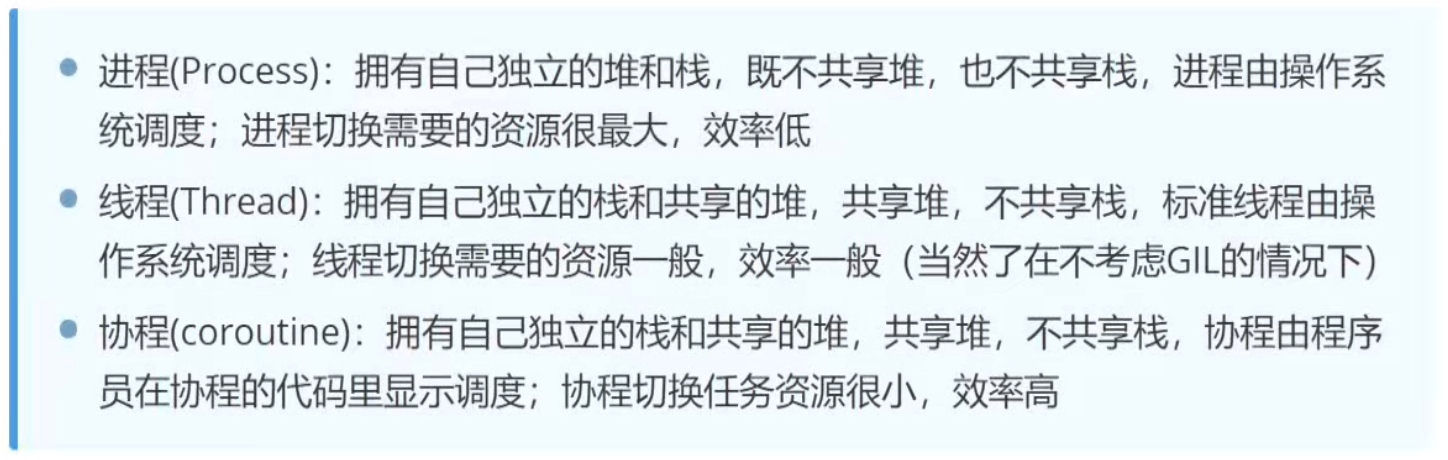 进程(Process)：拥有自己独立的堆和栈，既不共享堆，也不共享栈，进程由操作系
统调度；进程切换需要的资源很最大，效率低
线程(Thread)：拥有自己独立的栈和共享的堆，共享堆，不共享栈，标准线程由操
作系统调度；线程切换需要的资源一般，效率一般（当然了在不考虑GIL的情况下）
协程(coroutine)：拥有自己独立的栈和共享的堆，共享堆，不共享栈，协程由程序
员在协程的代码里显示调度；协程切换任务资源很小，效率高